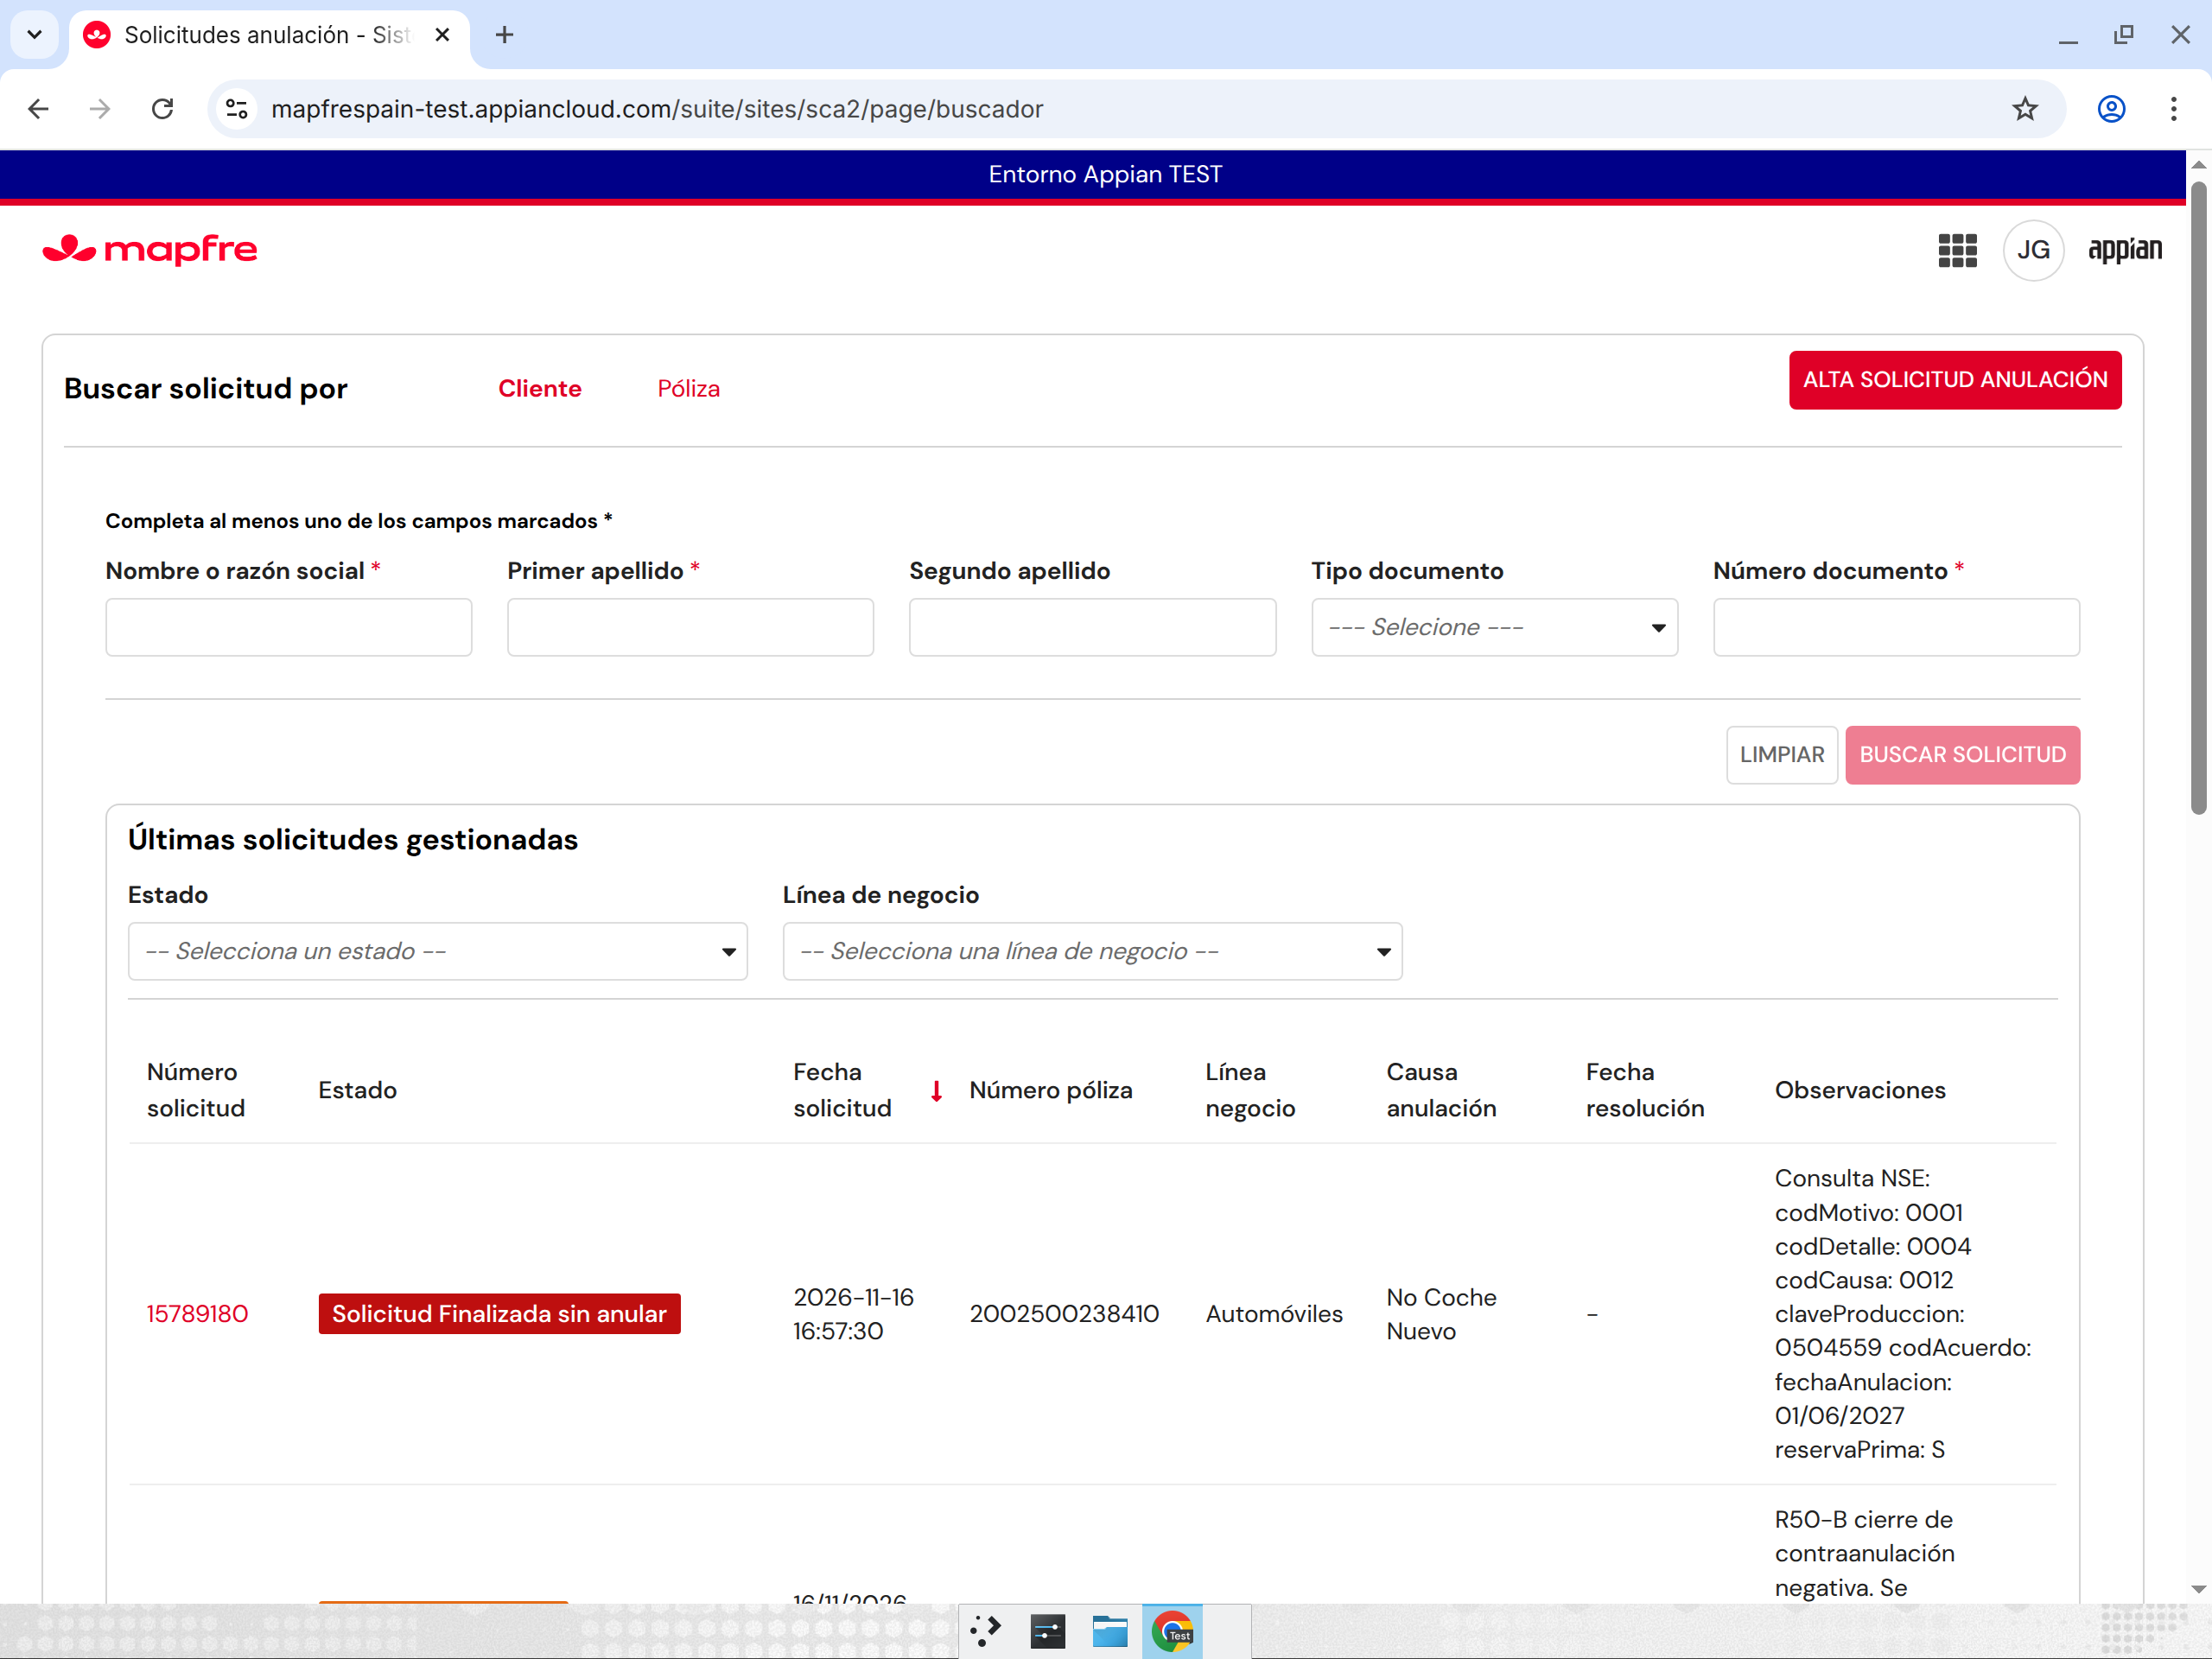 Solicitudes anulación - Sist
mapfrespain-test.appiancloud.com/suite/sites/sca2/page/buscador
Entorno Appian TEST
mapfre
JG
appian
Buscar solicitud por
Cliente
Póliza
ALTA SOLICITUD ANULACIÓN
Completa al menos uno de los campos marcados *
Nombre o razón social *
Primer apellido *
Segundo apellido
Tipo documento
Número documento *
--- Selecione ---
LIMPIAR
BUSCAR SOLICITUD
Últimas solicitudes gestionadas
Estado
Línea de negocio
-- Selecciona un estado --
-- Selecciona una línea de negocio --
Número solicitud
Estado
Fecha solicitud
Número póliza
Línea negocio
Causa anulación
Fecha resolución
Observaciones
15789180
Solicitud Finalizada sin anular
2026-11-16
16:57:30
2002500238410
Automóviles
No Coche
Nuevo
-
Consulta NSE:
codMotivo: 0001
codDetalle: 0004
codCausa: 0012
claveProduccion:
0504559 codAcuerdo:
fechaAnulacion:
01/06/2027
reservaPrima: S
16/11/2026
R50-B cierre de
contraanulación
negativa. Se
Test